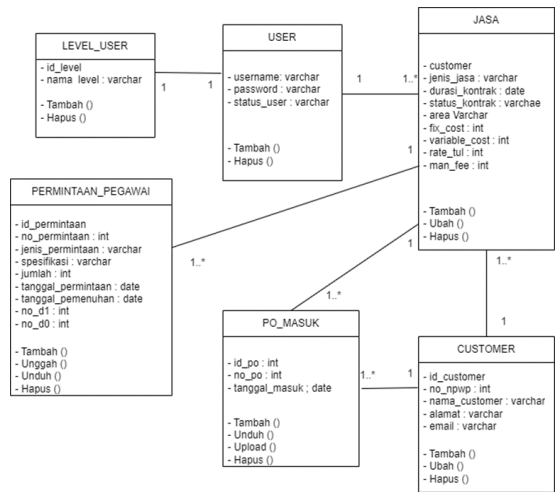 LEVEL_USER
- id_level
- nama level : varchar
- Tambah ()
- Hapus ()
1
1
USER
- username: varchar
- password : varchar
- status_user : varchar
- Tambah ()
- Hapus ()
1
1..*
JASA
- customer
- jenis_jasa : varchar
- durasi_kontrak : date
- status_kontrak : varchae
- area Varchar
- fix_cost : int
- variable_cost : int
- rate_tul : int
- man_fee : int
- Tambah ()
- Ubah ()
- Hapus ()
1
1
1..*
PERMINTAAN_PEGAWAI
- id_permintaan
- no_permintaan : int
- jenis_permintaan : varchar
- spesifikasi : varchar
- jumlah : int
- tanggal_permintaan : date
- tanggal_pemenuhan : date
- no_d1 : int
- no_d0 : int
- Tambah ()
- Unggah ()
- Unduh ()
- Hapus ()
1..*
1..*
PO_MASUK
- id_po : int
- no_po : int
- tanggal_masuk ; date
- Tambah ()
- Unduh ()
- Upload ()
- Hapus ()
1..*
1
1
CUSTOMER
- id_customer
- no_npwp : int
- nama_customer : varchar
- alamat : varchar
- email : varchar
- Tambah ()
- Ubah ()
- Hapus ()